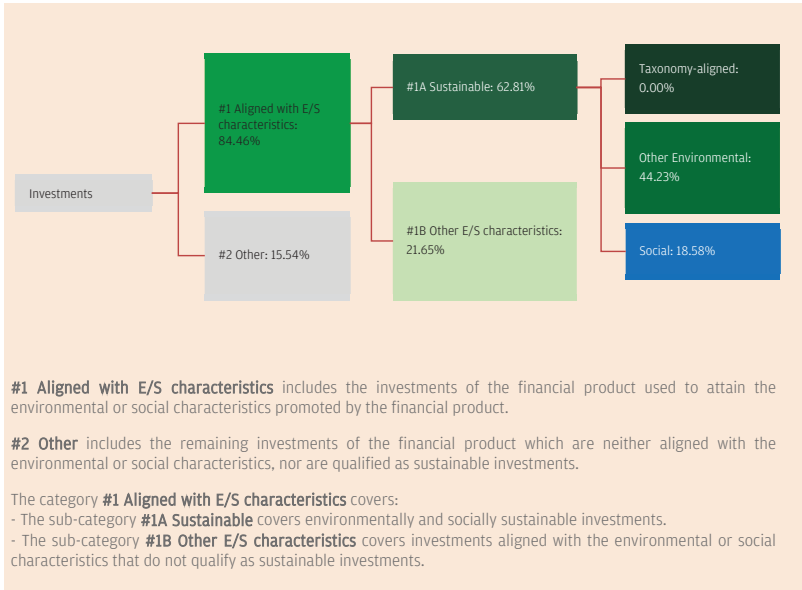 Investments
#1 Aligned with E/S
characteristics:
84.46%
#2 Other: 15.54%
#1A Sustainable: 62.81%
#1B Other E/S characteristics:
21.65%
Taxonomy-aligned:
0.00%
Other Environmental:
44.23%
Social: 18.58%
#1 Aligned with E/S characteristics includes the investments of the financial product used to attain the
environmental or social characteristics promoted by the financial product.
#2 Other includes the remaining investments of the financial product which are neither aligned with the
environmental or social characteristics, nor are qualified as sustainable investments.
The category #1 Aligned with E/S characteristics covers:
- The sub-category #1A Sustainable covers environmentally and socially sustainable investments.
- The sub-category #1B Other E/S characteristics covers investments aligned with the environmental or social
characteristics that do not qualify as sustainable investments.